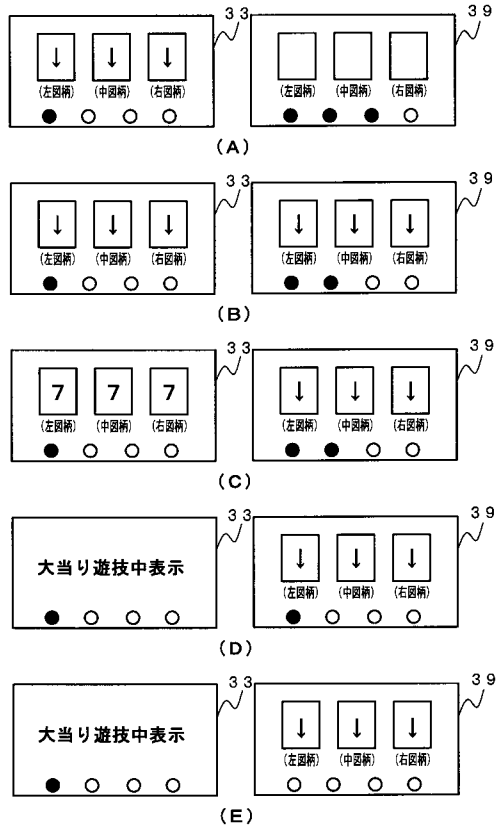 33 39
↓ ↓ ↓
(左図柄) (中図柄) (右図柄) (左図柄) (中図柄) (右図柄)
(A)
33 39
↓ ↓ ↓ ↓ ↓ ↓
(左図柄) (中図柄) (右図柄) (左図柄) (中図柄) (右図柄)
(B)
33 39
7 7 7 ↓ ↓ ↓
(左図柄) (中図柄) (右図柄) (左図柄) (中図柄) (右図柄)
(C)
33 39
大当り遊技中表示 ↓ ↓ ↓
(左図柄) (中図柄) (右図柄)
(D)
33 39
大当り遊技中表示 ↓ ↓ ↓
(左図柄) (中図柄) (右図柄)
(E)